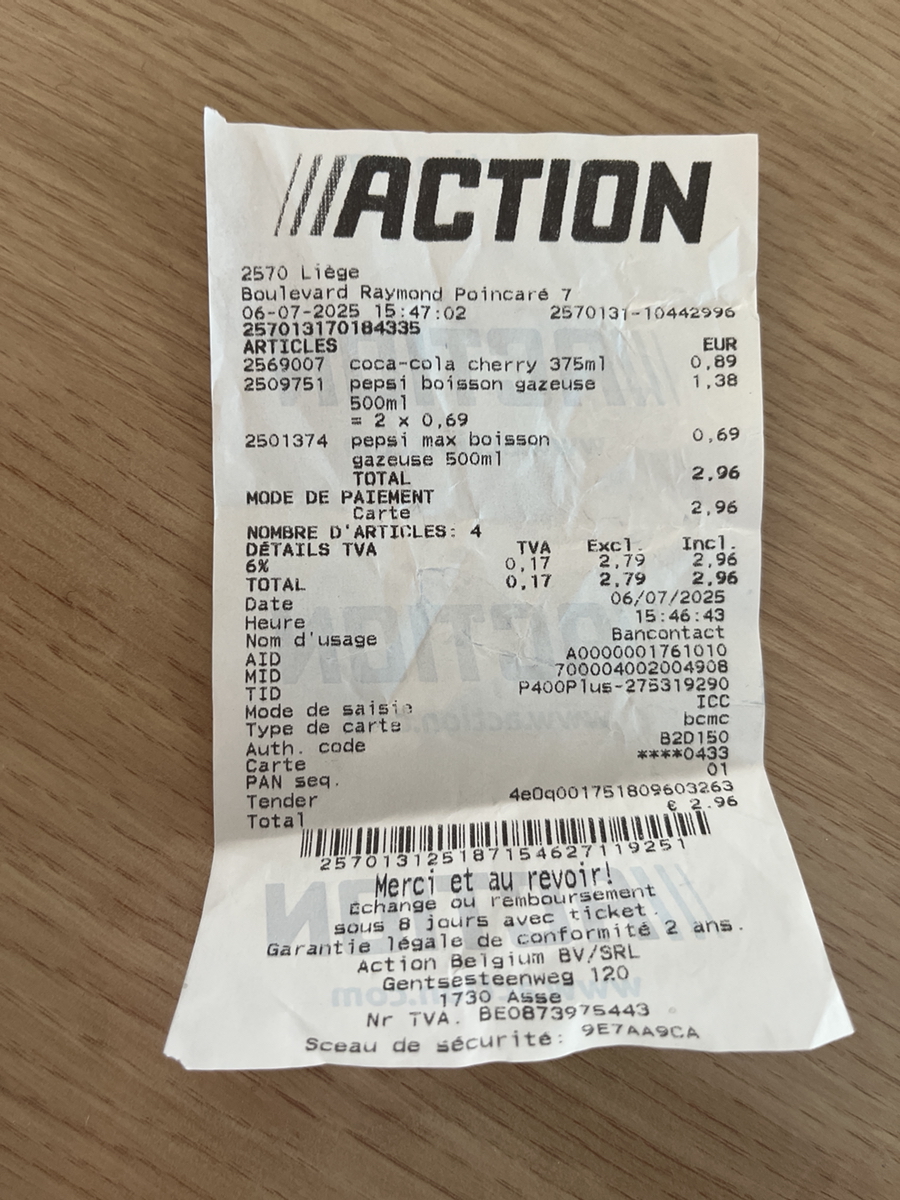 ACTION
2570 Liège
Boulevard Raymond Poincaré 7
06-07-2025 15:47:02 2570131-10442996
257013170184335
ARTICLES EUR
2569007 coca-cola cherry 375ml 0,89
2509751 pepsi boisson gazeuse 1,38
500ml
= 2 x 0,69
2501374 pepsi max boisson 0,69
gazeuse 500ml
TOTAL 2,96
MODE DE PAIEMENT
Carte 2,96
NOMBRE D'ARTICLES: 4
DÉTAILS TVA TVA Excl. Incl.
6% 0,17 2,79 2,96
TOTAL 0,17 2,79 2,96
Date 06/07/2025
Heure 15:46:43
Nom d'usage Bancontact
AID A0000001761010
MID 700004002004908
TID P400Plus-275319290
Mode de saisie ICC
Type de carte bcmc
Auth. code B2D150
Carte ****0433
PAN seq. 01
Tender 4e0q001751809603263
Total € 2.96
257013125187154627119251
Merci et au revoir!
Échange ou remboursement
sous 8 jours avec ticket.
Garantie légale de conformité 2 ans.
Action Belgium BV/SRL
Gentsesteenweg 120
1730 Asse
Nr TVA. BE0873975443
Sceau de sécurité: 9E7AA9CA